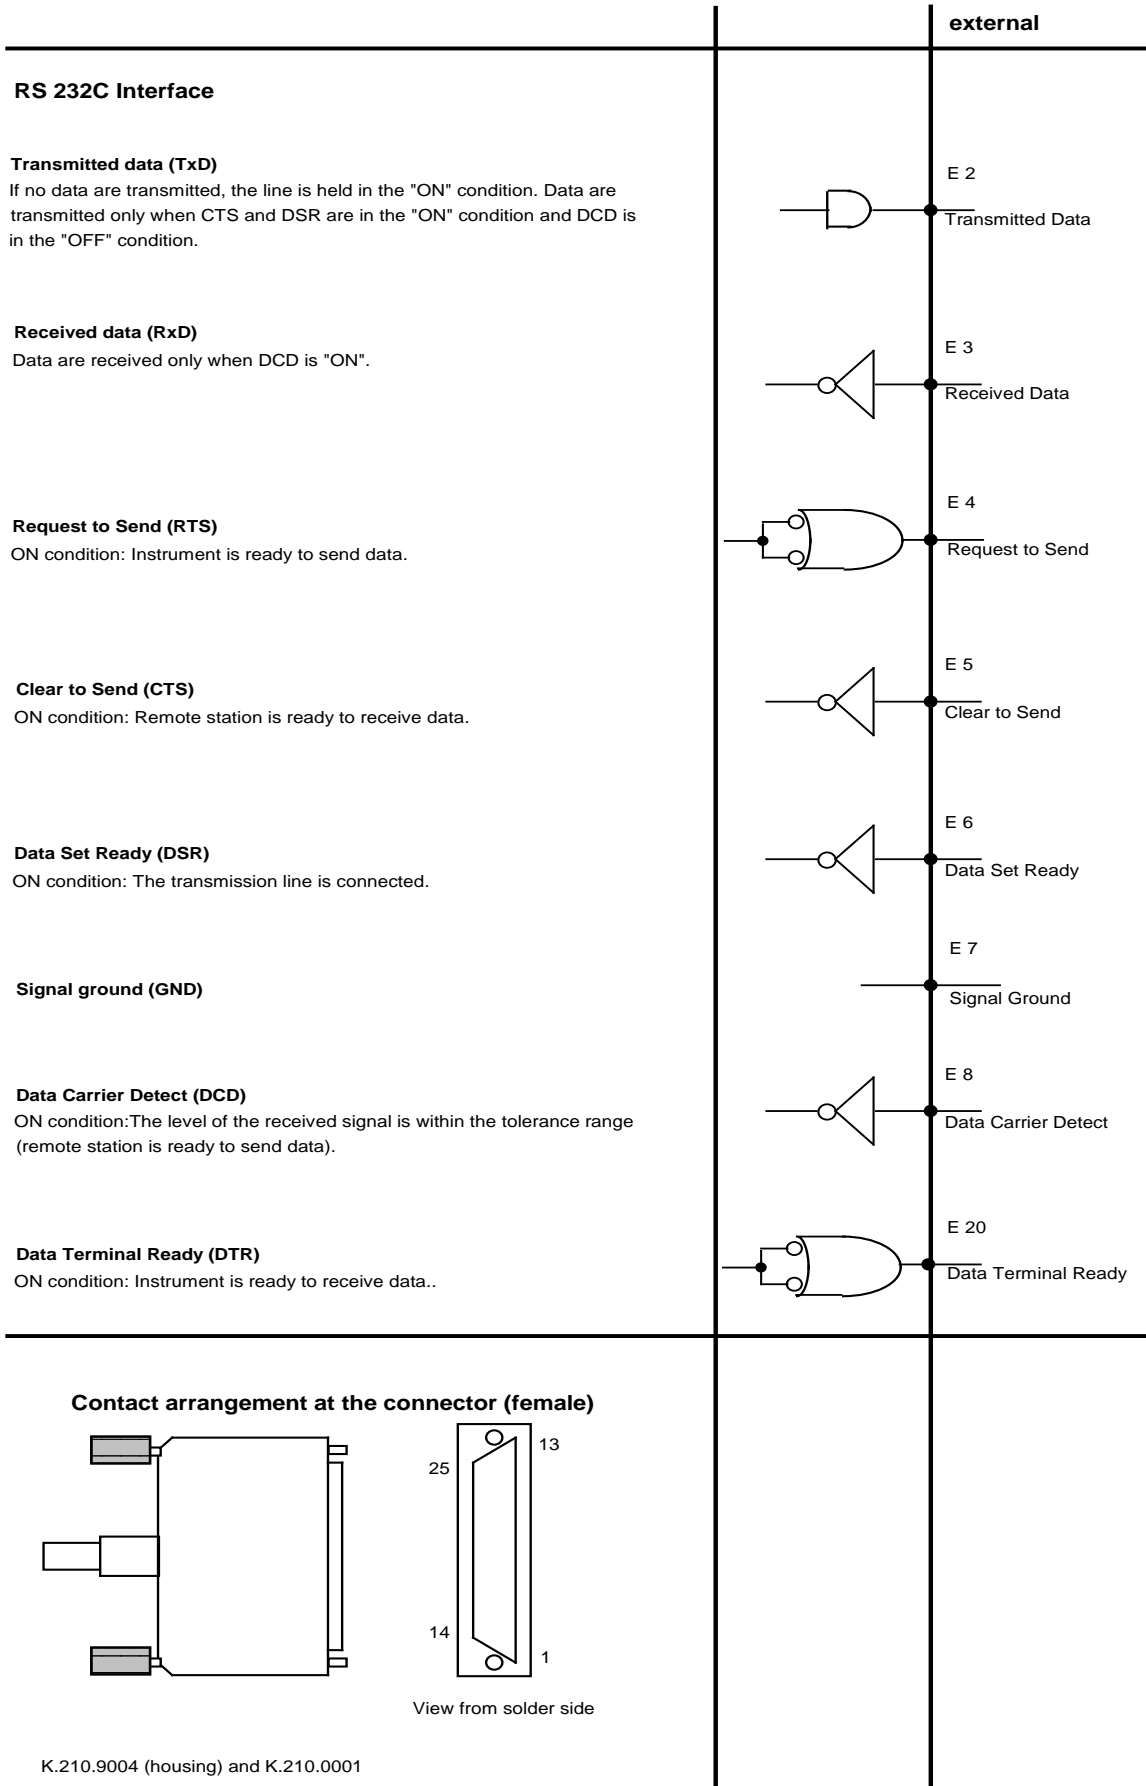 external
RS 232C Interface
Transmitted data (TxD)
If no data are transmitted, the line is held in the "ON" condition. Data are
transmitted only when CTS and DSR are in the "ON" condition and DCD is
in the "OFF" condition.
E 2
Transmitted Data
Received data (RxD)
Data are received only when DCD is "ON".
E 3
Received Data
Request to Send (RTS)
ON condition: Instrument is ready to send data.
E 4
Request to Send
Clear to Send (CTS)
ON condition: Remote station is ready to receive data.
E 5
Clear to Send
Data Set Ready (DSR)
ON condition: The transmission line is connected.
E 6
Data Set Ready
Signal ground (GND)
E 7
Signal Ground
Data Carrier Detect (DCD)
ON condition:The level of the received signal is within the tolerance range
(remote station is ready to send data).
E 8
Data Carrier Detect
Data Terminal Ready (DTR)
ON condition: Instrument is ready to receive data..
E 20
Data Terminal Ready
Contact arrangement at the connector (female)
13
25
14
1
View from solder side
K.210.9004 (housing) and K.210.0001